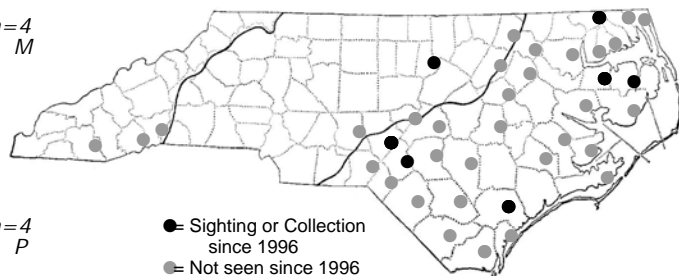 =4
M
=4
P
= Sighting or Collection
since 1996
= Not seen since 1996